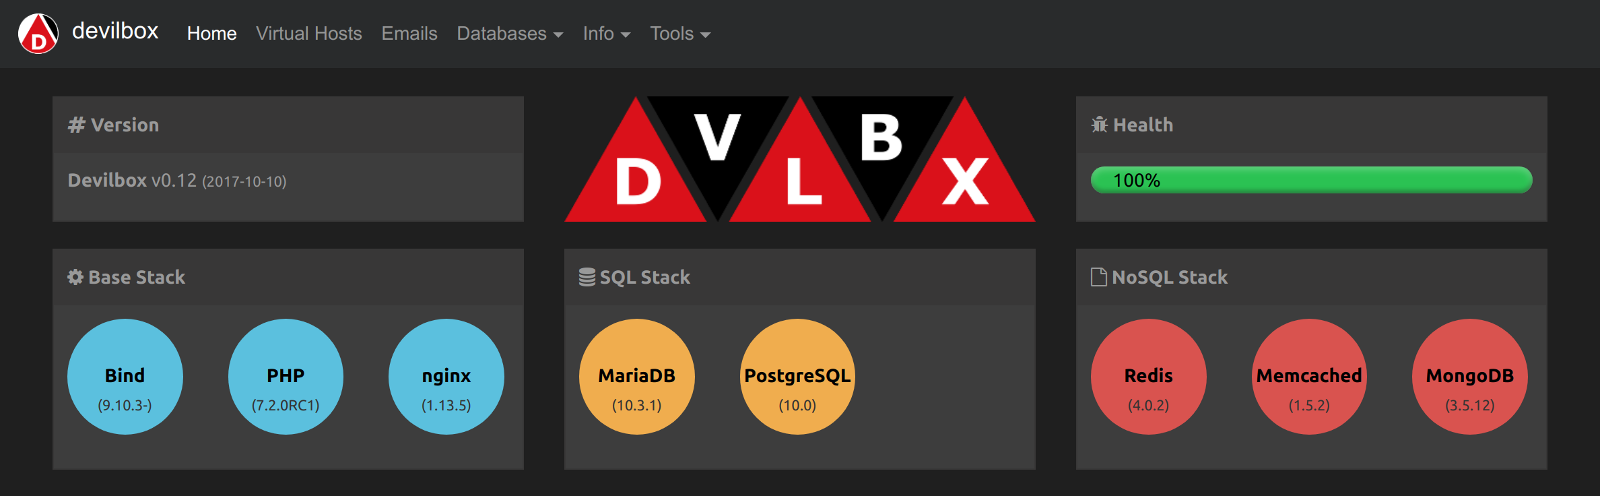 D devilbox Home Virtual Hosts Emails Databases Info Tools
# Version
Devilbox v0.12 (2017-10-10)
D V L B X
Health
100%
Base Stack
Bind
(9.10.3-)
PHP
(7.2.0RC1)
nginx
(1.13.5)
SQL Stack
MariaDB
(10.3.1)
PostgreSQL
(10.0)
NoSQL Stack
Redis
(4.0.2)
Memcached
(1.5.2)
MongoDB
(3.5.12)